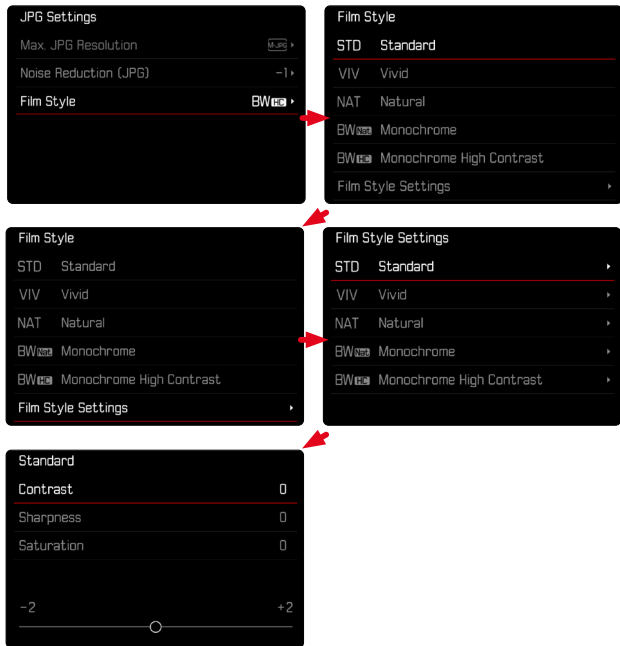 JPG Settings
Max. JPG Resolution M-JPG
Noise Reduction (JPG) -1
Film Style BW HC
Film Style
STD Standard
VIV Vivid
NAT Natural
BW Nat. Monochrome
BW HC Monochrome High Contrast
Film Style Settings
Film Style
STD Standard
VIV Vivid
NAT Natural
BW Nat. Monochrome
BW HC Monochrome High Contrast
Film Style Settings
Film Style Settings
STD Standard
VIV Vivid
NAT Natural
BW Nat. Monochrome
BW HC Monochrome High Contrast
Standard
Contrast 0
Sharpness 0
Saturation 0
-2 +2